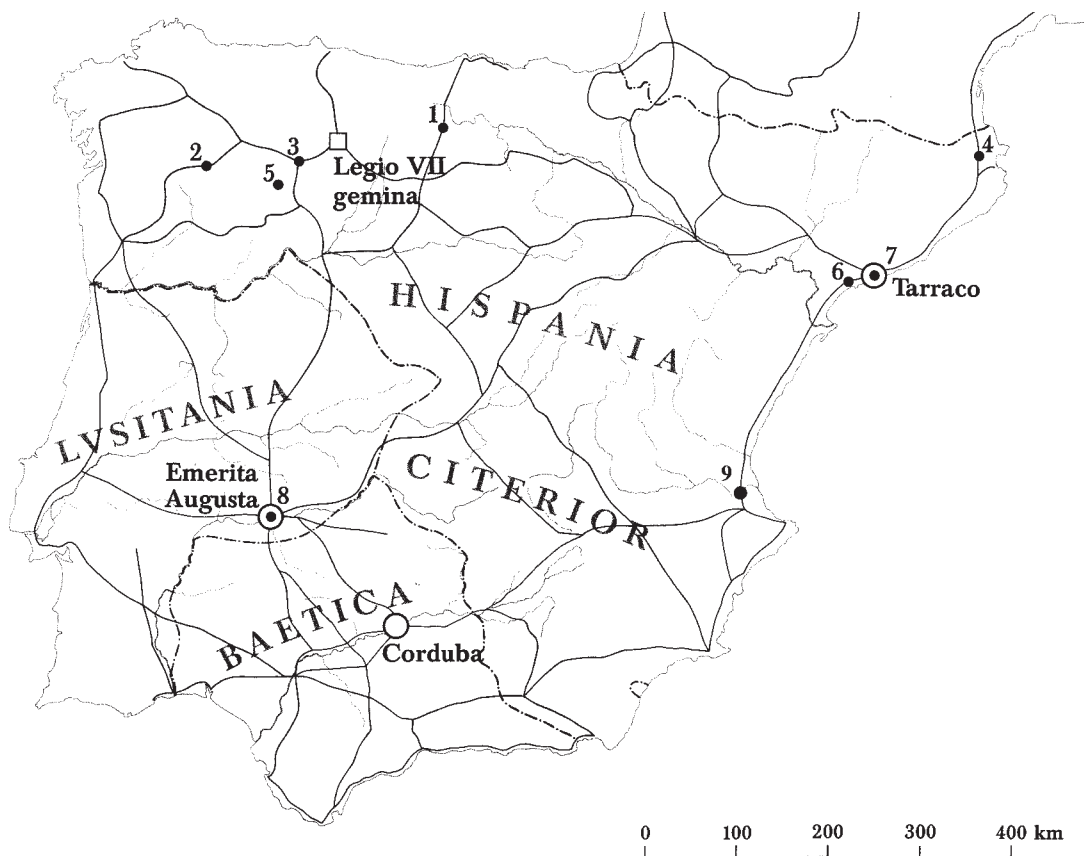 1
2
3
4
5
Legio VII
gemina
6
7
Tarraco
HISPANIA
LVSITANIA
CITERIOR
Emerita
Augusta
8
9
BAETICA
Corduba
0 100 200 300 400 km